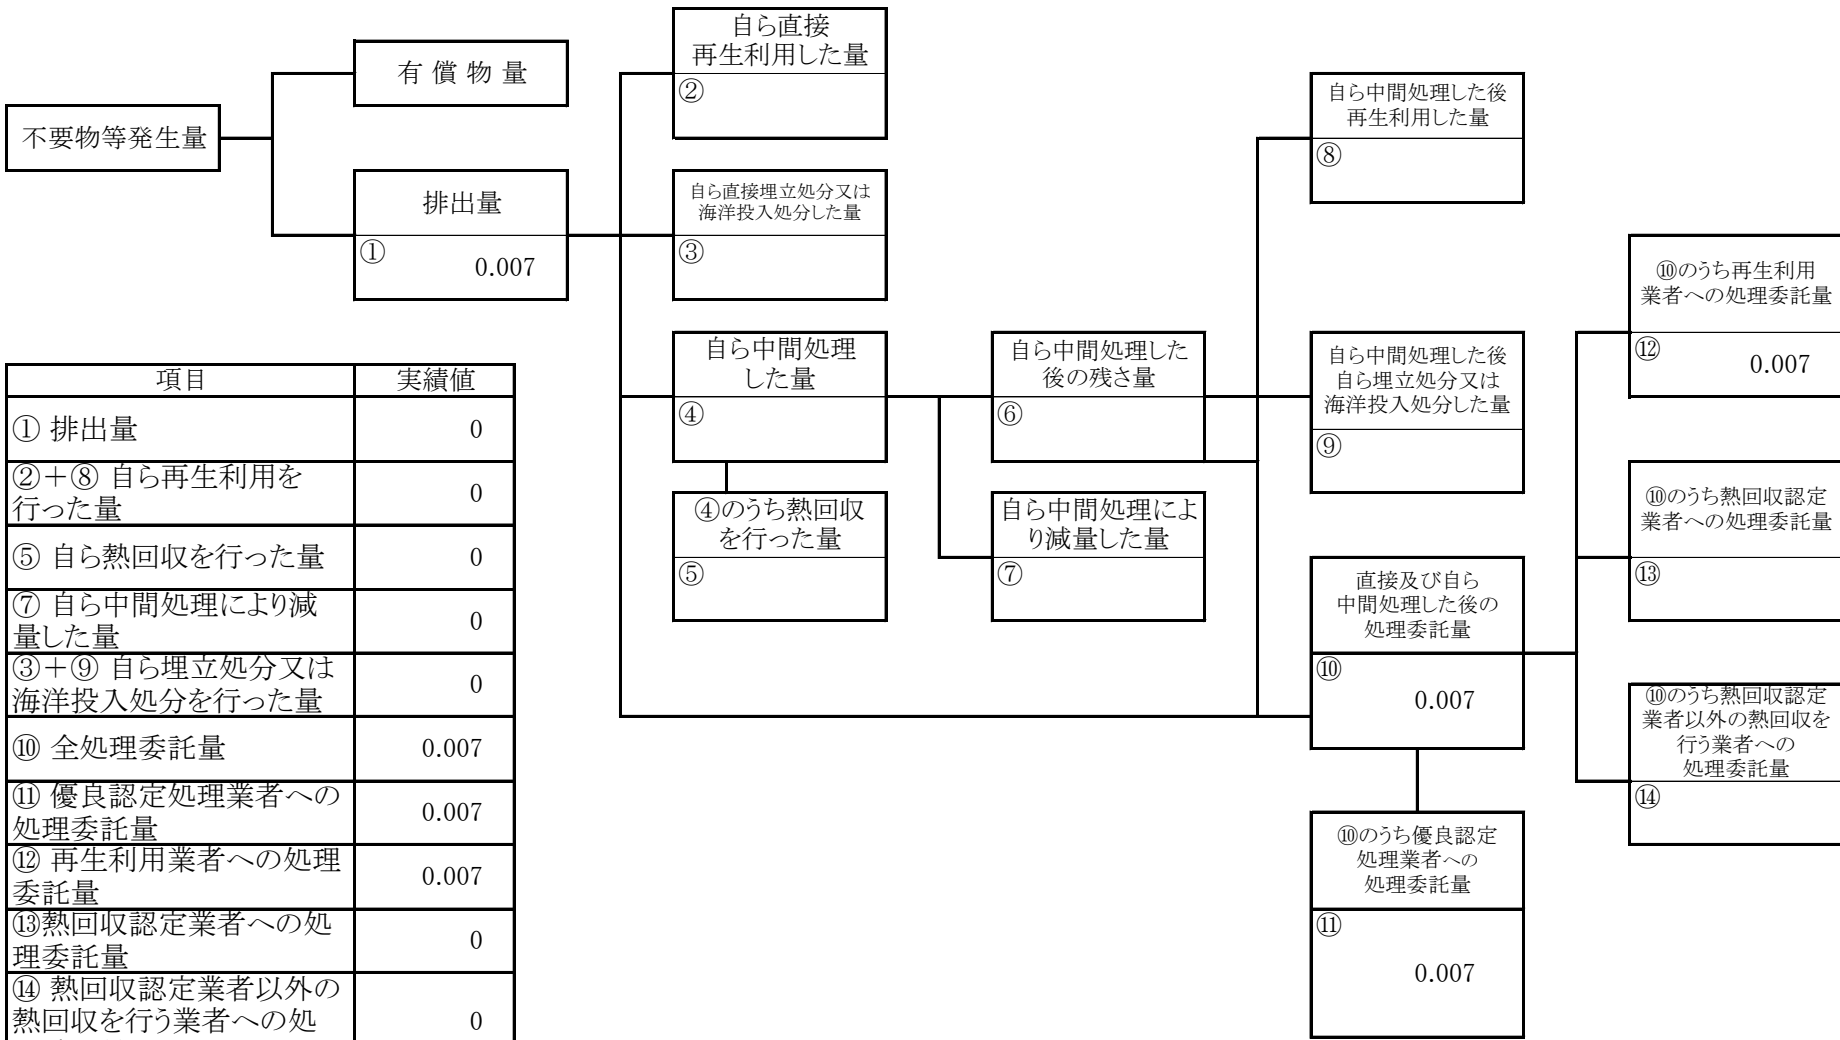 自ら直接
再生利用した量
②
有 償 物 量
不要物等発生量
排出量
①
0.007
自ら直接埋立処分又は
海洋投入処分した量
③
自ら中間処理
した量
④
④のうち熱回収
を行った量
⑤
自ら中間処理した
後の残さ量
⑥
自ら中間処理によ
り減量した量
⑦
自ら中間処理した後
再生利用した量
⑧
自ら中間処理した後
自ら埋立処分又は
海洋投入処分した量
⑨
直接及び自ら
中間処理した後の
処理委託量
⑩
0.007
⑩のうち優良認定
処理業者への
処理委託量
⑪
0.007
⑩のうち再生利用
業者への処理委託量
⑫
0.007
⑩のうち熱回収認定
業者への処理委託量
⑬
⑩のうち熱回収認定
業者以外の熱回収を
行う業者への
処理委託量
⑭
項目 実績値
① 排出量 0
②＋⑧ 自ら再生利用を
行った量 0
⑤ 自ら熱回収を行った量 0
⑦ 自ら中間処理により減
量した量 0
③＋⑨ 自ら埋立処分又は
海洋投入処分を行った量 0
⑩ 全処理委託量 0.007
⑪ 優良認定処理業者への
処理委託量 0.007
⑫ 再生利用業者への処理
委託量 0.007
⑬熱回収認定業者への処
理委託量 0
⑭ 熱回収認定業者以外の
熱回収を行う業者への処 0